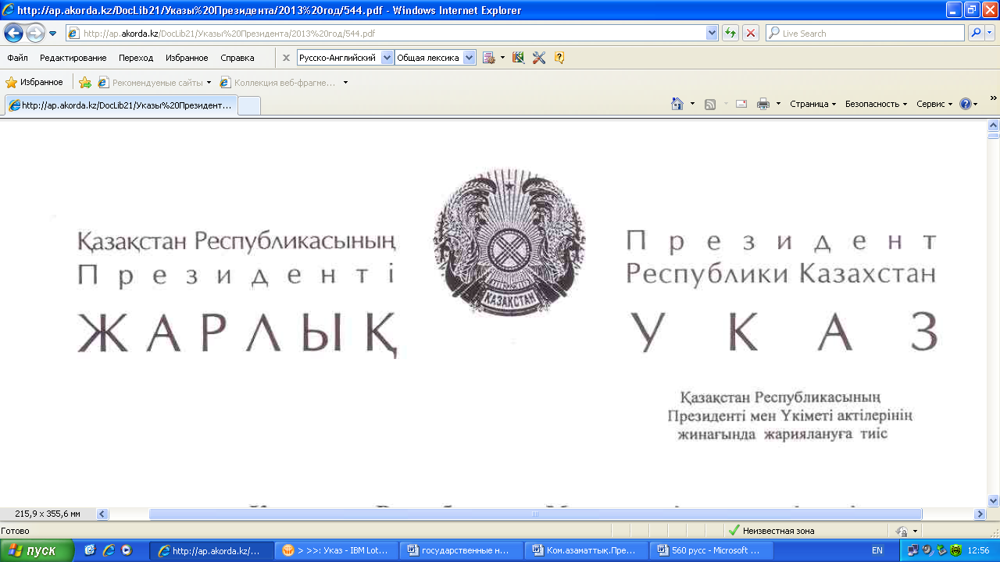 http://ap.akorda.kz/DocLib21/Указы%20Президента/2013%20год/544.pdf - Windows Internet Explorer
http://ap.akorda.kz/DocLib21/Указы%20Президента/2013%20год/544.pdf
Live Search
Файл Редактирование Переход Избранное Справка
Русско-Английский Общая лексика
Избранное Рекомендуемые сайты Коллекция веб-фрагме...
http://ap.akorda.kz/DocLib21/Указы%20Президент... Страница Безопасность Сервис
Қазақстан Республикасының
Президенті
ЖАРЛЫҚ
ҚАЗАҚСТАН
Президент
Республики Казахстан
УКАЗ
Қазақстан Республикасының
Президенті мен Үкіметі актілерінің
жинағында жариялануға тиіс
215,9 x 355,6 мм
Готово Неизвестная зона
пуск http://ap.akorda.kz/... > >>: Указ - IBM Lot... государственные н... Ком.азаматтық.Пре... 560 русс - Microsoft ... EN 12:56